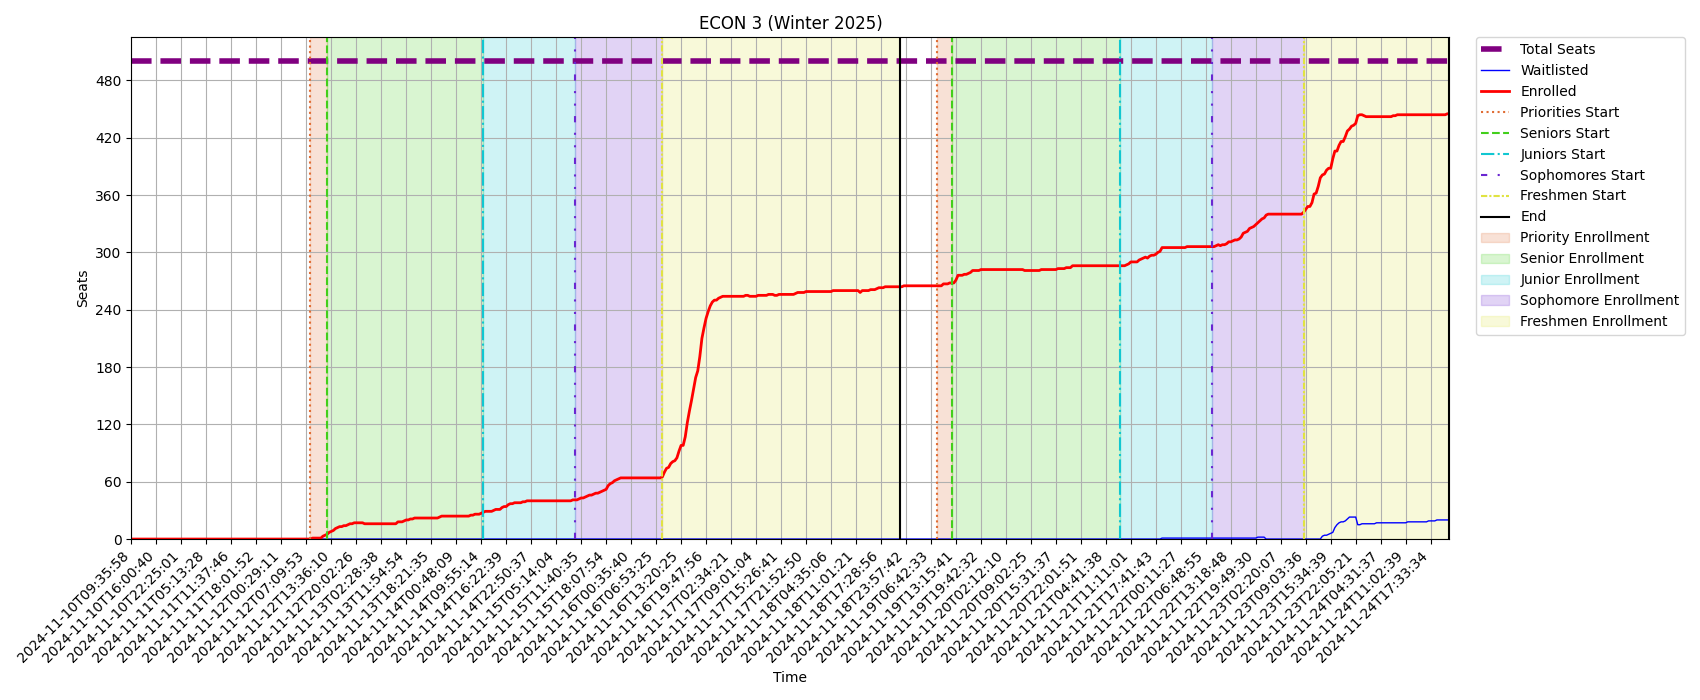 ECON 3 (Winter 2025)
Seats
480
420
360
300
240
180
120
60
0
2024-11-10T09:35:58
2024-11-10T16:00:40
2024-11-10T22:25:01
2024-11-11T05:13:28
2024-11-11T11:37:46
2024-11-11T18:01:52
2024-11-12T00:29:11
2024-11-12T07:09:53
2024-11-12T13:36:10
2024-11-12T20:02:26
2024-11-13T02:28:38
2024-11-13T11:54:54
2024-11-13T18:21:35
2024-11-14T00:48:09
2024-11-14T09:55:14
2024-11-14T16:22:39
2024-11-14T22:50:37
2024-11-15T05:14:04
2024-11-15T11:40:35
2024-11-15T18:07:54
2024-11-16T00:35:40
2024-11-16T06:53:25
2024-11-16T13:20:23
2024-11-16T19:47:56
2024-11-17T02:34:21
2024-11-17T09:01:04
2024-11-17T15:26:41
2024-11-17T21:52:50
2024-11-18T04:35:06
2024-11-18T11:01:21
2024-11-18T17:28:56
2024-11-18T23:57:42
2024-11-19T06:42:33
2024-11-19T13:15:41
2024-11-19T19:42:32
2024-11-20T02:12:10
2024-11-20T09:02:25
2024-11-20T15:31:37
2024-11-20T22:01:51
2024-11-21T04:41:38
2024-11-21T11:11:01
2024-11-21T17:41:43
2024-11-22T00:11:27
2024-11-22T06:48:55
2024-11-22T13:18:48
2024-11-22T19:49:30
2024-11-23T02:20:07
2024-11-23T09:03:36
2024-11-23T15:34:39
2024-11-23T22:05:21
2024-11-24T04:31:37
2024-11-24T11:02:39
2024-11-24T17:33:34
Time
Total Seats
Waitlisted
Enrolled
Priorities Start
Seniors Start
Juniors Start
Sophomores Start
Freshmen Start
End
Priority Enrollment
Senior Enrollment
Junior Enrollment
Sophomore Enrollment
Freshmen Enrollment